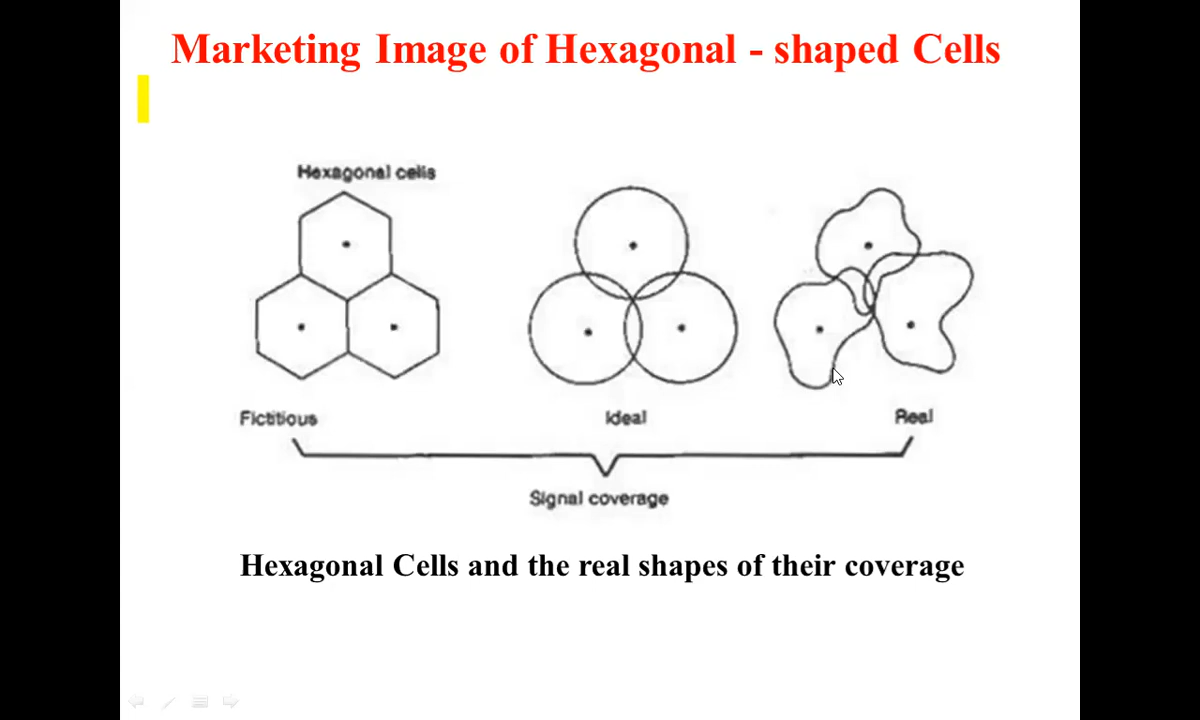 Marketing Image of Hexagonal - shaped Cells
Hexagonal cells
Fictitious
Ideal
Real
Signal coverage
Hexagonal Cells and the real shapes of their coverage